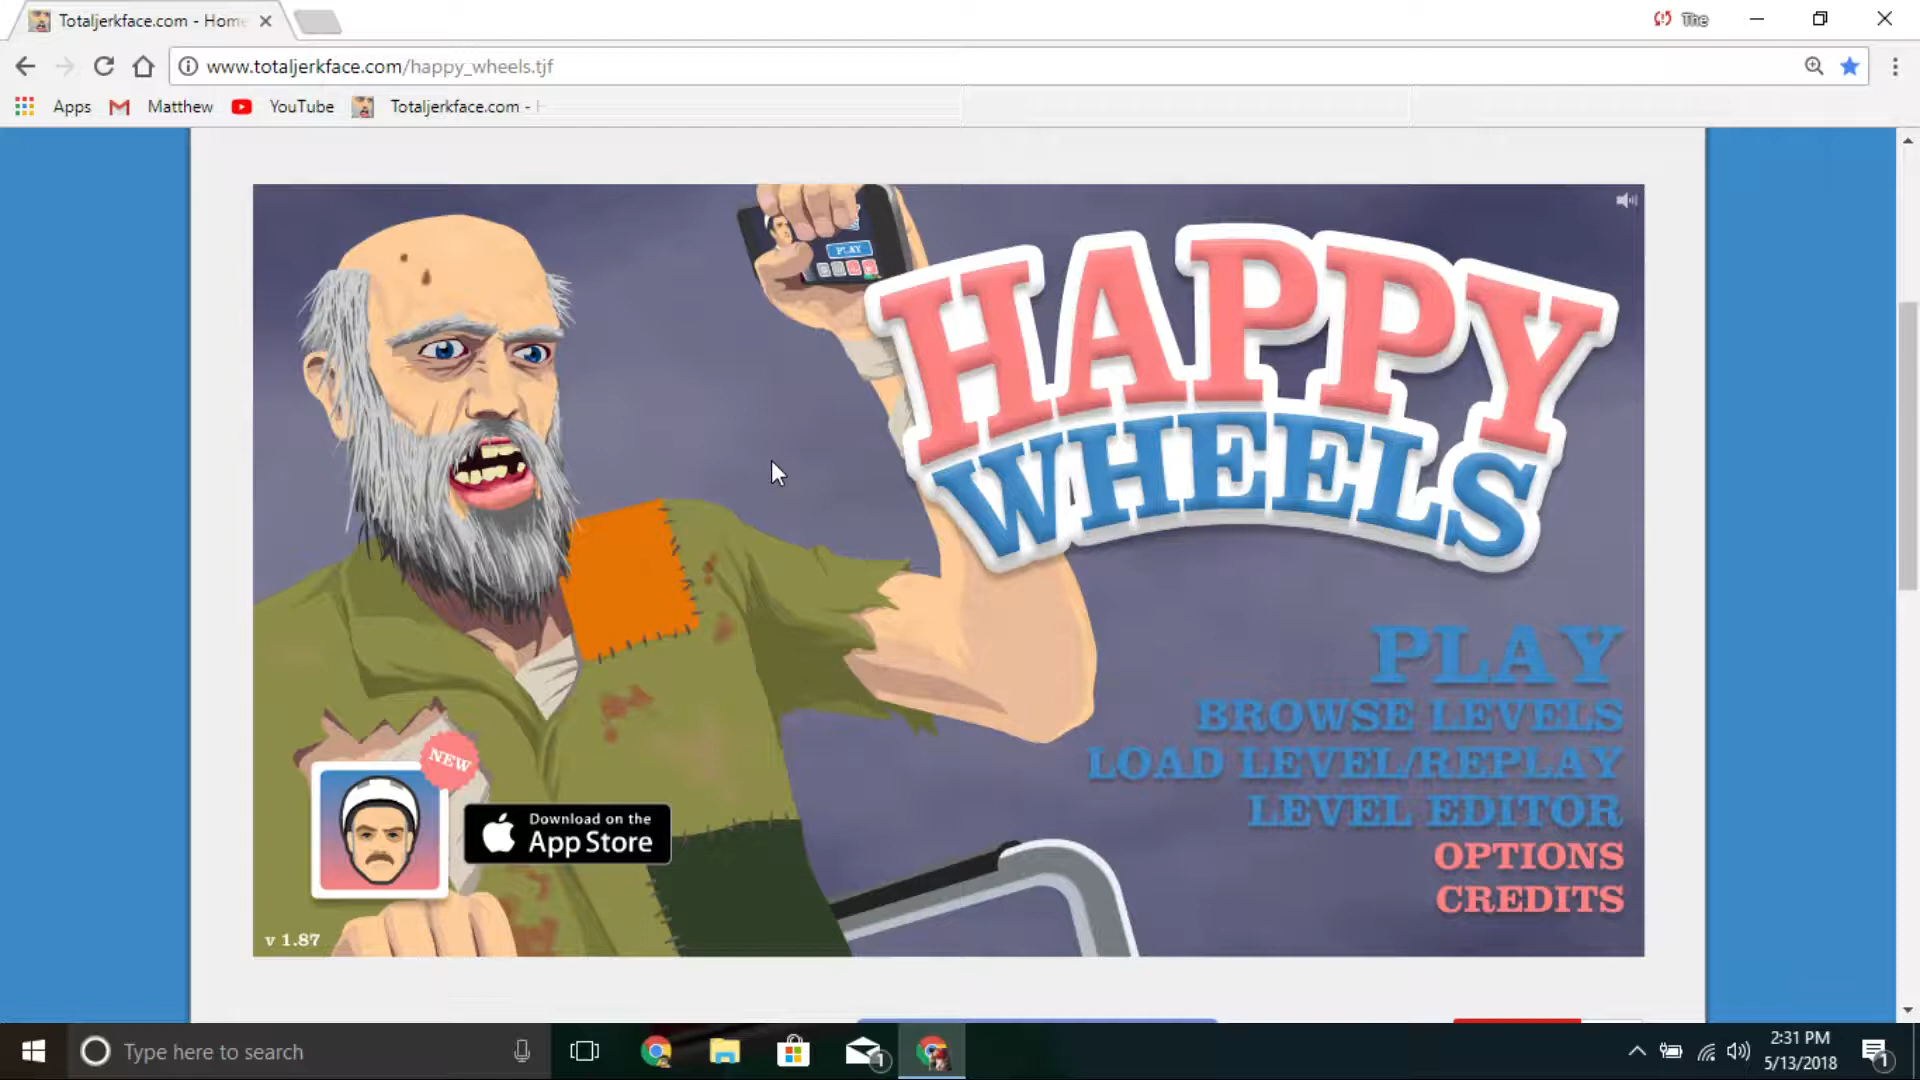 Totaljerkface.com - Home
The
www.totaljerkface.com/happy_wheels.tjf
Apps
Matthew
YouTube
Totaljerkface.com -
PLAY
HAPPY
WHEELS
PLAY
BROWSE LEVELS
LOAD LEVEL/REPLAY
LEVEL EDITOR
OPTIONS
CREDITS
NEW
Download on the
App Store
v 1.87
Type here to search
1
2:31 PM
5/13/2018
1